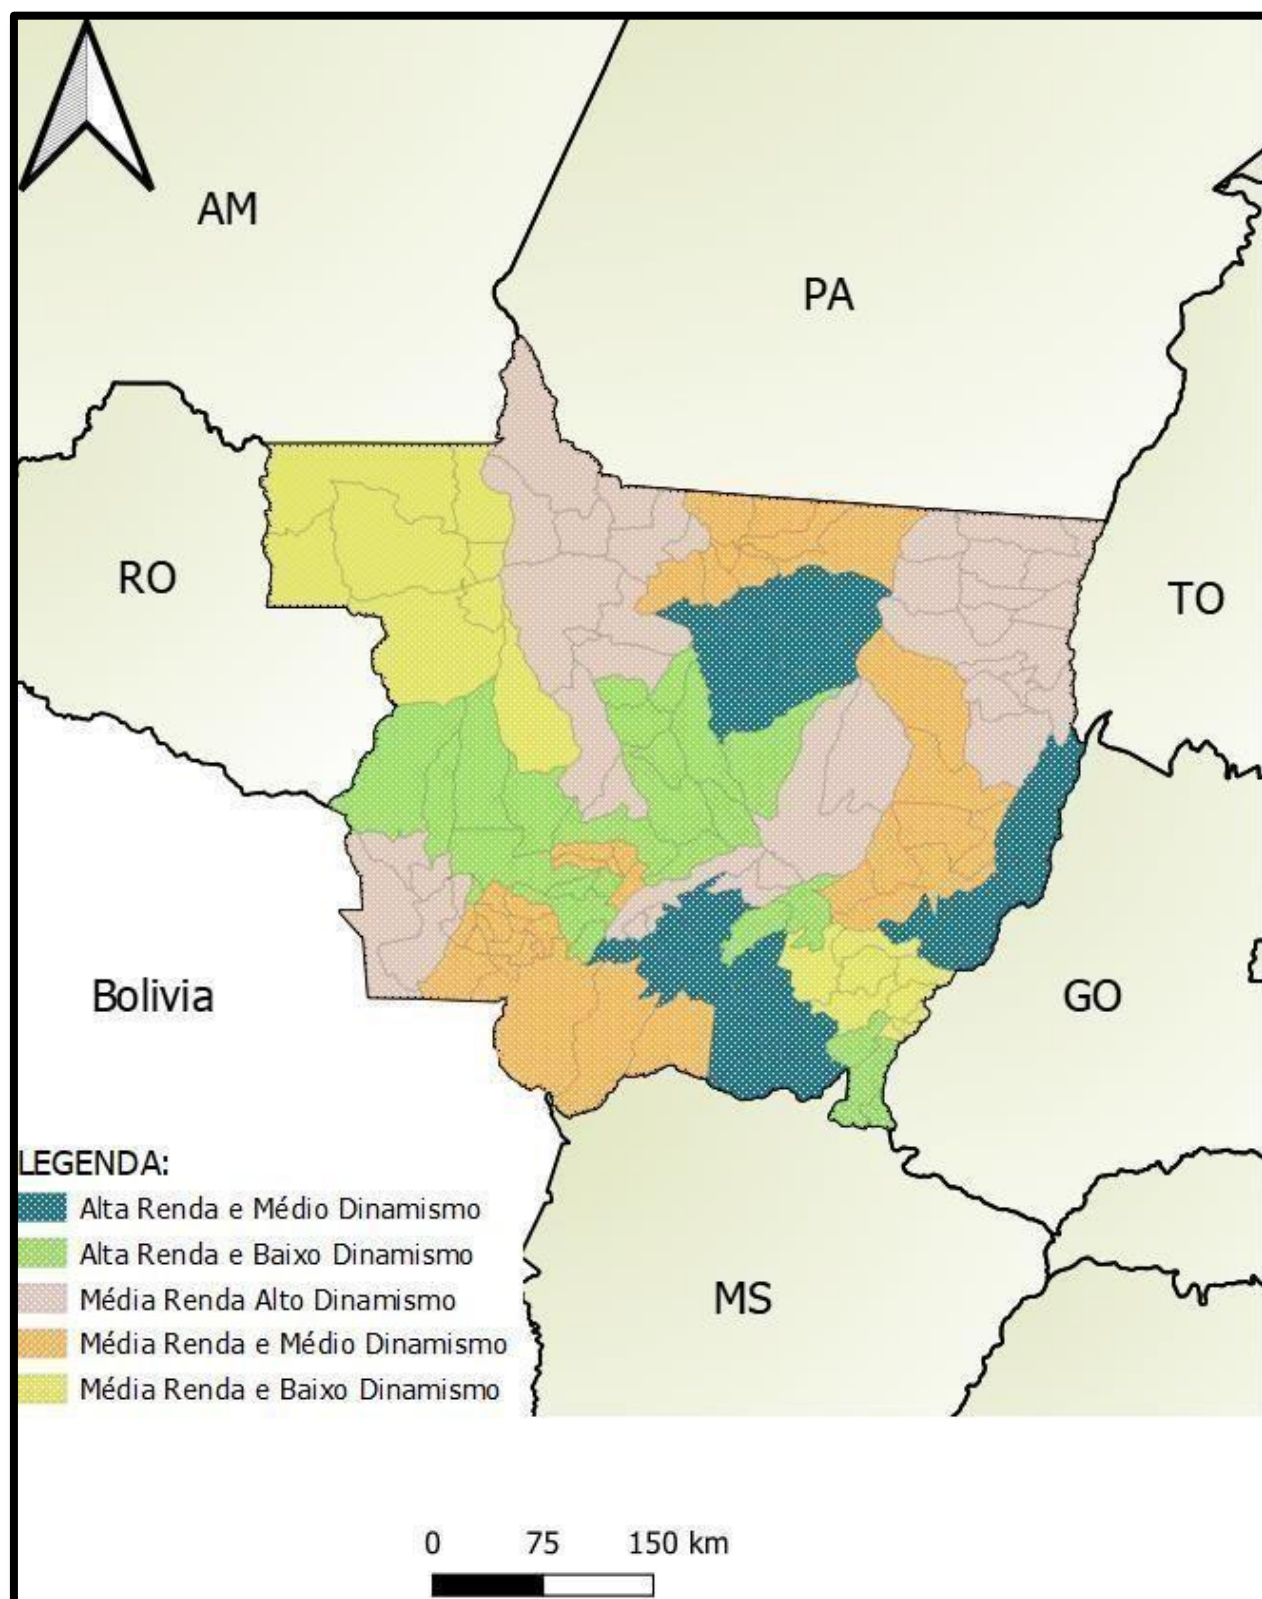 AM
PA
RO
TO
Bolivia
GO
MS
LEGENDA:
Alta Renda e Médio Dinamismo
Alta Renda e Baixo Dinamismo
Média Renda Alto Dinamismo
Média Renda e Médio Dinamismo
Média Renda e Baixo Dinamismo
0 75 150 km